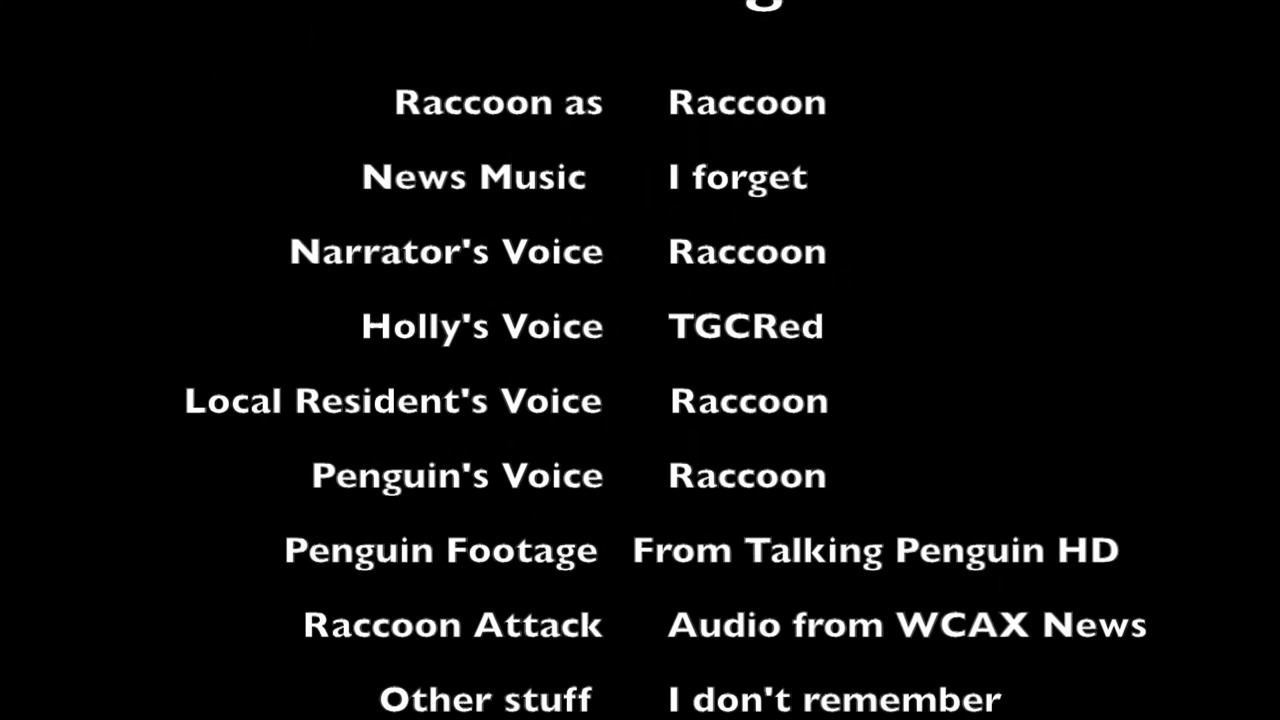 Raccoon as Raccoon
News Music I forget
Narrator's Voice Raccoon
Holly's Voice TGCRed
Local Resident's Voice Raccoon
Penguin's Voice Raccoon
Penguin Footage From Talking Penguin HD
Raccoon Attack Audio from WCAX News
Other stuff I don't remember